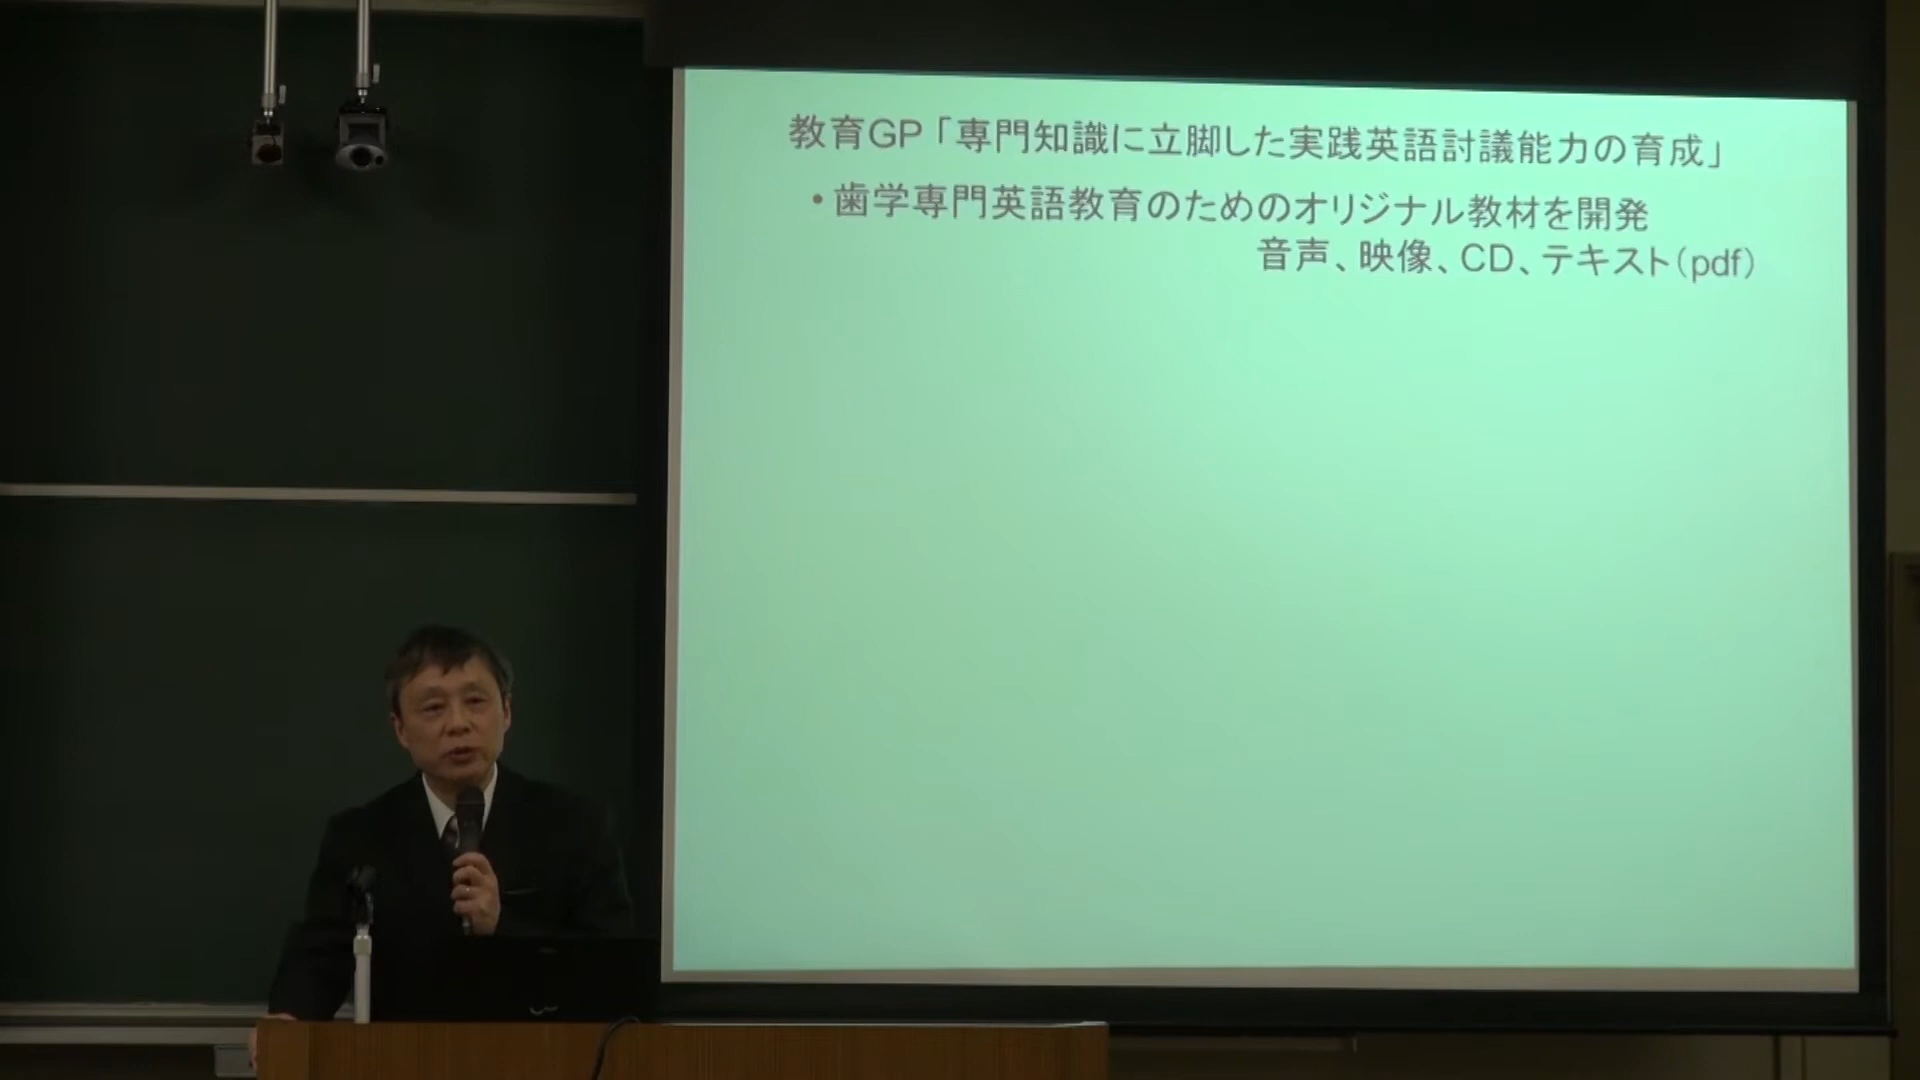 教育GP「専門知識に立脚した実践英語討議能力の育成」
・歯学専門英語教育のためのオリジナル教材を開発
音声、映像、CD、テキスト(pdf)